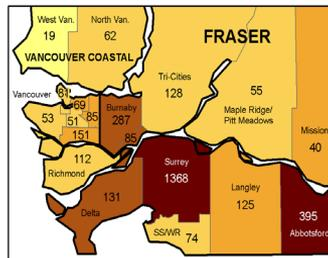 West Van.
19
North Van.
62
VANCOUVER COASTAL
FRASER
Tri-Cities
128
55
Maple Ridge/
Pitt Meadows
Mission
40
Vancouver
81
69
53
51
85
151
Burnaby
287
85
112
Richmond
Surrey
1368
131
Delta
Langley
125
395
Abbotsford
SS/WR
74